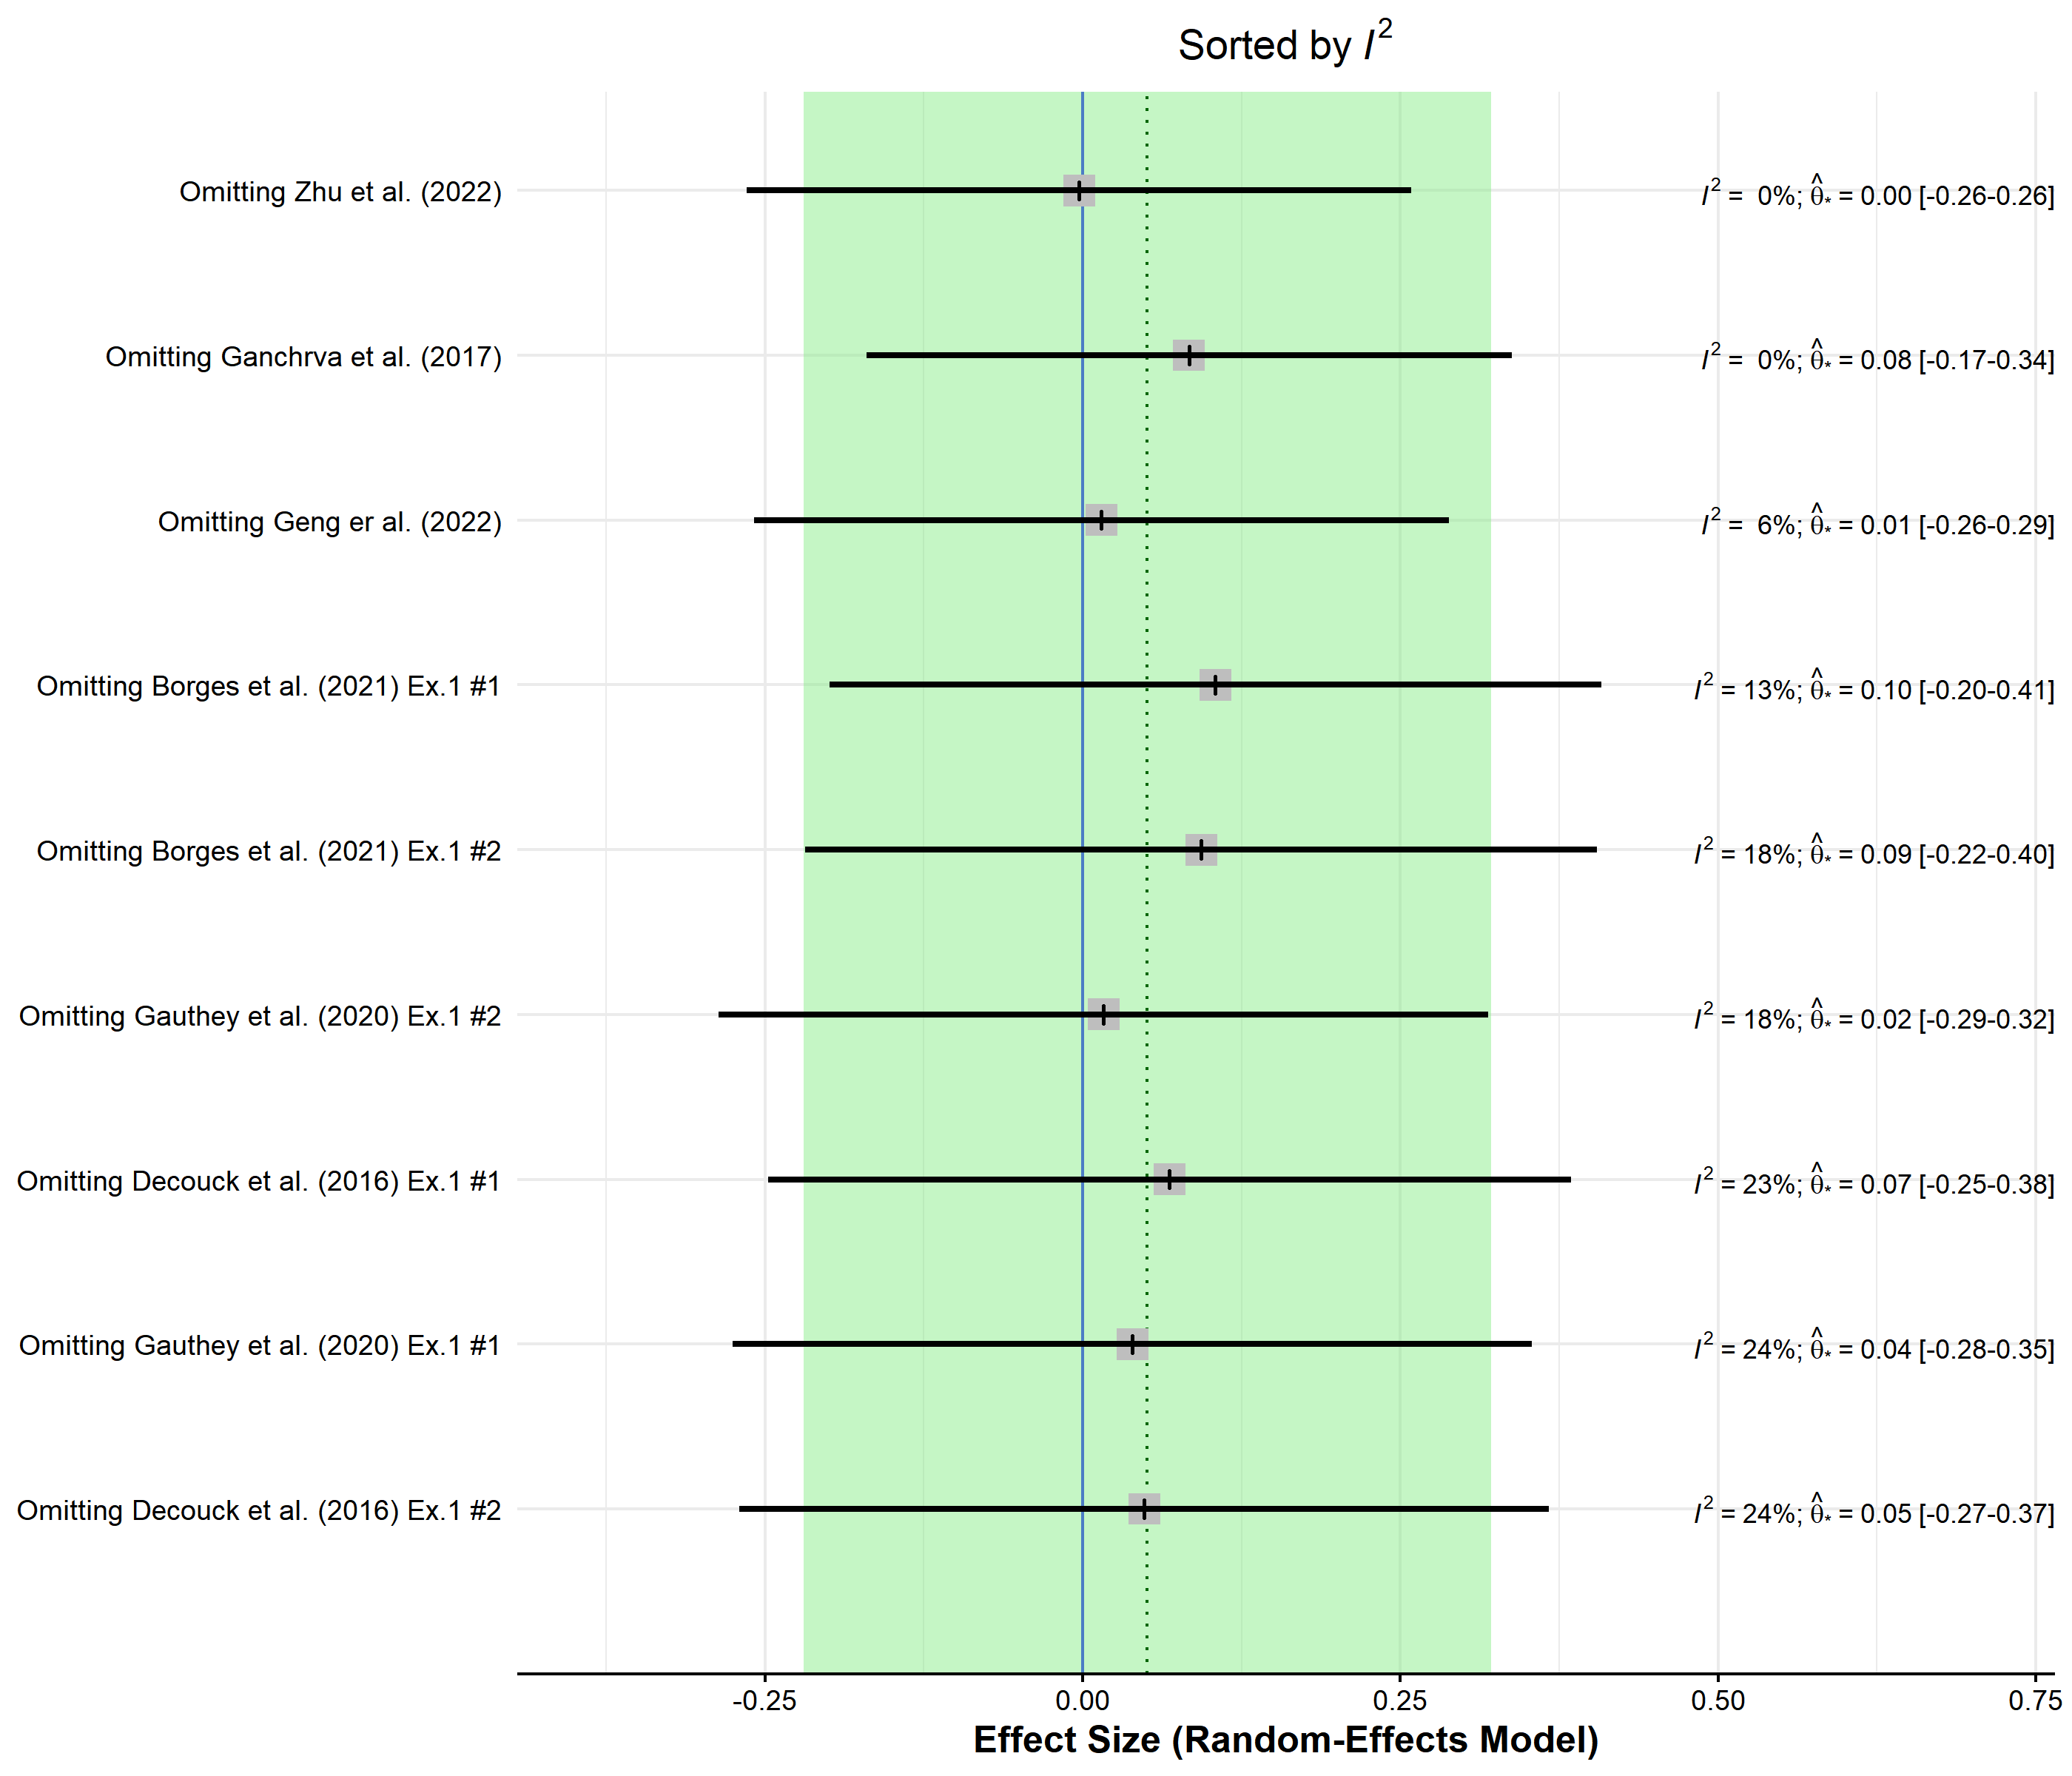 Sorted by I²
Omitting Zhu et al. (2022) I² = 0%; θ̂* = 0.00 [-0.26-0.26]
Omitting Ganchrva et al. (2017) I² = 0%; θ̂* = 0.08 [-0.17-0.34]
Omitting Geng er al. (2022) I² = 6%; θ̂* = 0.01 [-0.26-0.29]
Omitting Borges et al. (2021) Ex.1 #1 I² = 13%; θ̂* = 0.10 [-0.20-0.41]
Omitting Borges et al. (2021) Ex.1 #2 I² = 18%; θ̂* = 0.09 [-0.22-0.40]
Omitting Gauthey et al. (2020) Ex.1 #2 I² = 18%; θ̂* = 0.02 [-0.29-0.32]
Omitting Decouck et al. (2016) Ex.1 #1 I² = 23%; θ̂* = 0.07 [-0.25-0.38]
Omitting Gauthey et al. (2020) Ex.1 #1 I² = 24%; θ̂* = 0.04 [-0.28-0.35]
Omitting Decouck et al. (2016) Ex.1 #2 I² = 24%; θ̂* = 0.05 [-0.27-0.37]
-0.25 0.00 0.25 0.50 0.75
Effect Size (Random-Effects Model)